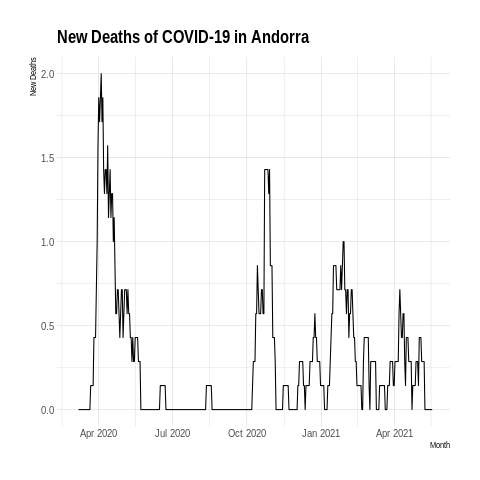 New Deaths of COVID-19 in Andorra
New Deaths
2.0
1.5
1.0
0.5
0.0
Apr 2020 Jul 2020 Oct 2020 Jan 2021 Apr 2021
Month